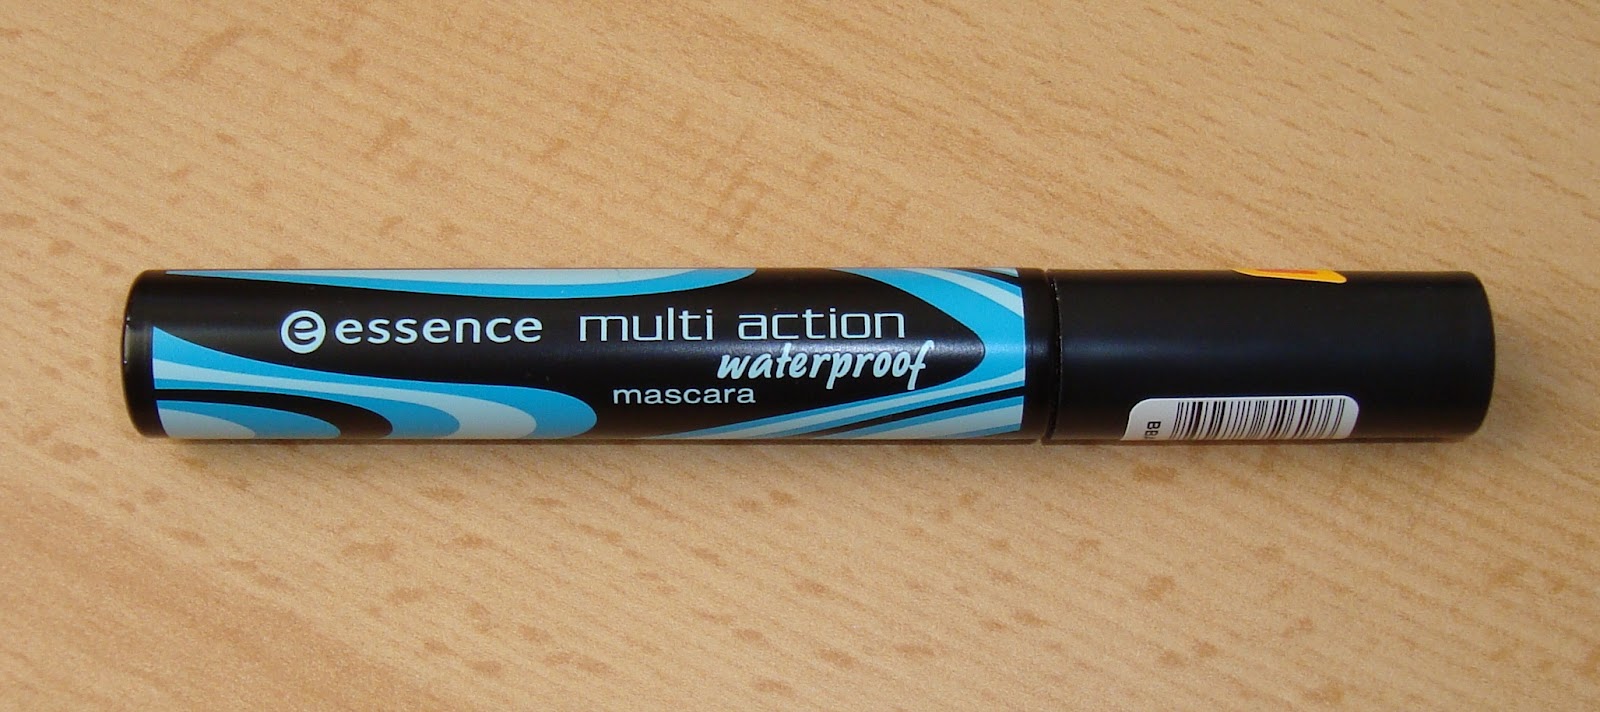 e essence multi action
waterproof
mascara